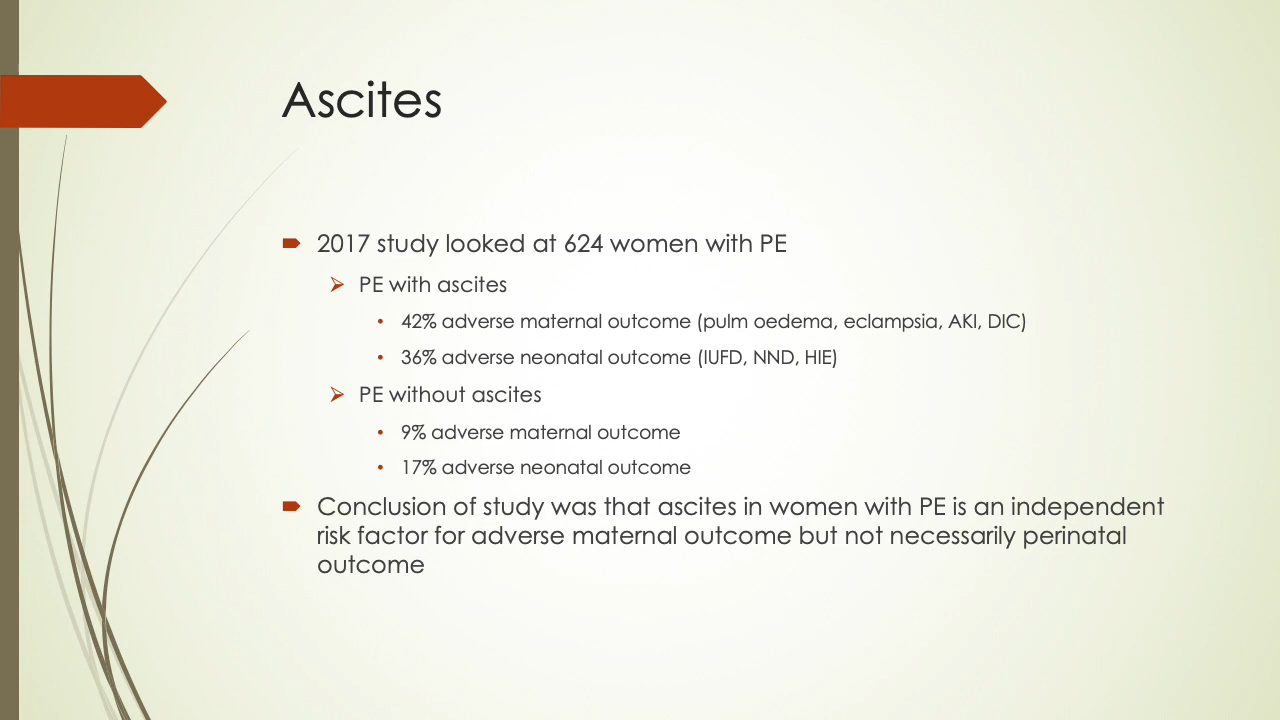 Ascites
2017 study looked at 624 women with PE
PE with ascites
42% adverse maternal outcome (pulm oedema, eclampsia, AKI, DIC)
36% adverse neonatal outcome (IUFD, NND, HIE)
PE without ascites
9% adverse maternal outcome
17% adverse neonatal outcome
Conclusion of study was that ascites in women with PE is an independent
risk factor for adverse maternal outcome but not necessarily perinatal
outcome